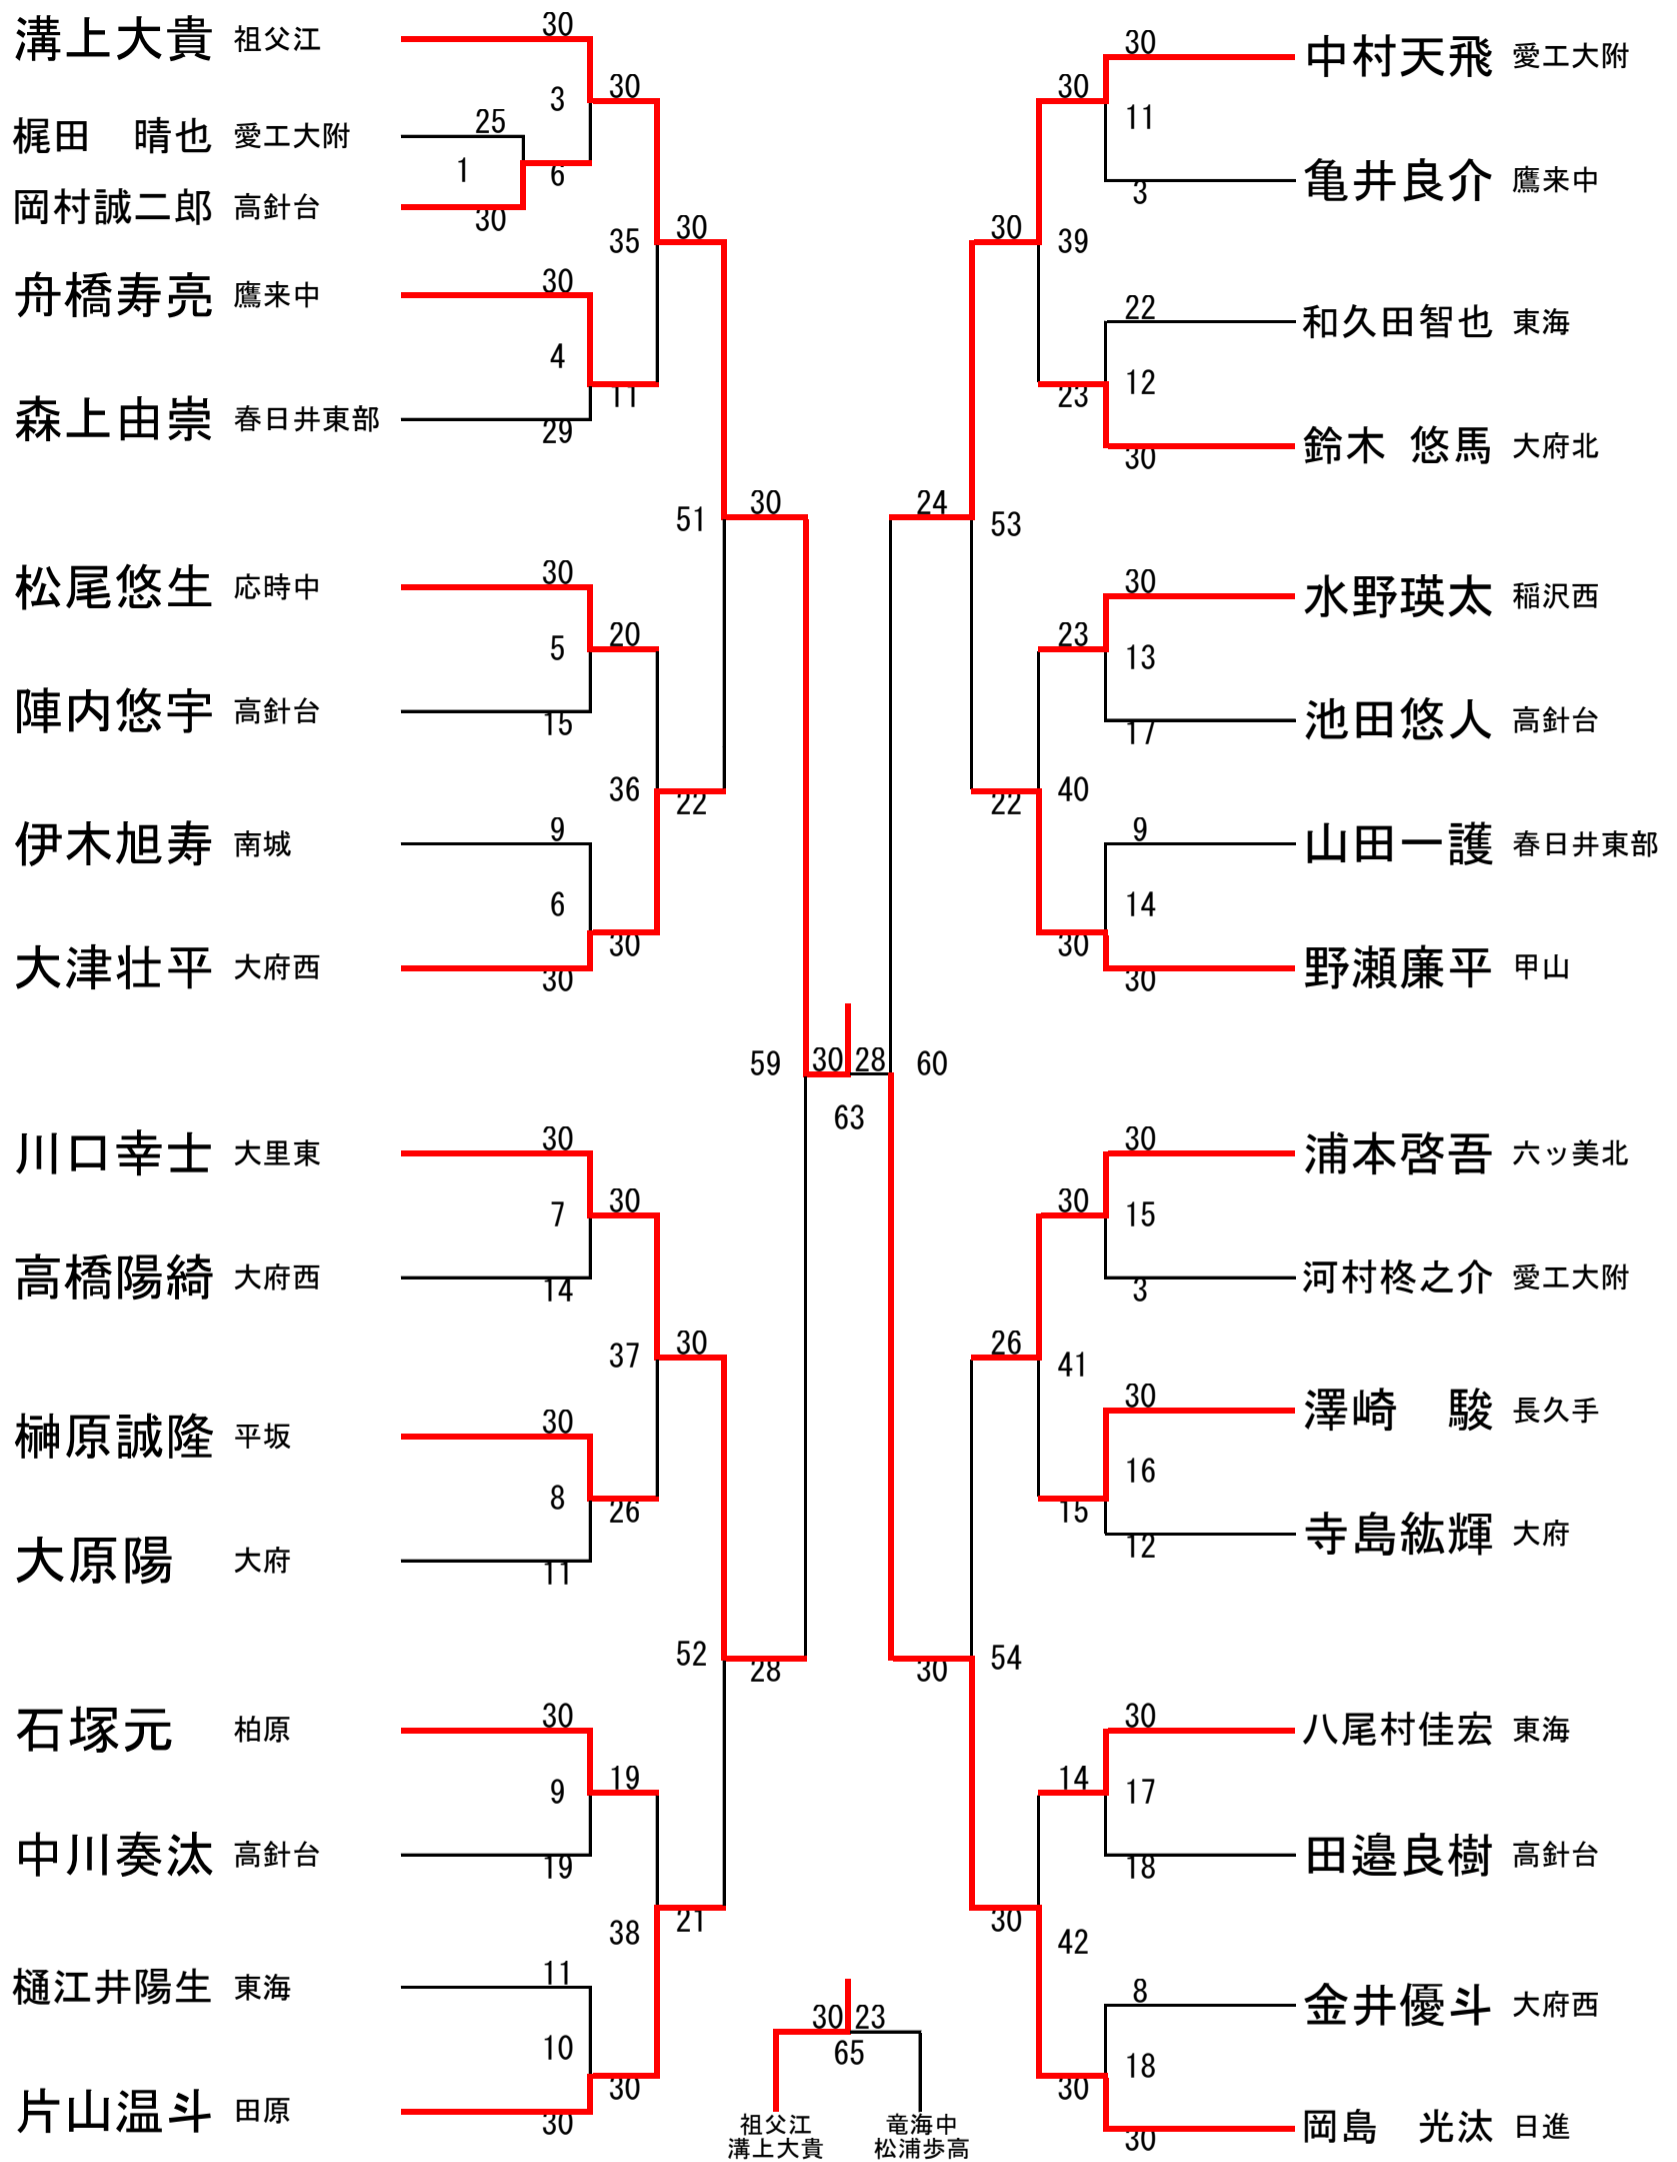 溝上大貴 祖父江 30
3 30
梶田 晴也 愛工大附 25
1 6
岡村誠二郎 高針台 30
35 30
舟橋寿亮 鷹来中 30
4 11
森上由崇 春日井東部 29
51 30
松尾悠生 応時中 30
5 20
陣内悠宇 高針台 15
36 22
伊木旭寿 南城 9
6 30
大津壮平 大府西 30
59 30 28 60
63
川口幸士 大里東 30
7 30
高橋陽綺 大府西 14
37 30
榊原誠隆 平坂 30
8 26
大原陽 大府 11
52 28
石塚元 柏原 30
9 19
中川奏汰 高針台 19
38 21
樋江井陽生 東海 11
10 30
片山温斗 田原 30
30 中村天飛 愛工大附
30 11
3 亀井良介 鷹来中
30 39
22 和久田智也 東海
23 12
30 鈴木 悠馬 大府北
24 53
30 水野瑛太 稲沢西
23 13
17 池田悠人 高針台
22 40
9 山田一護 春日井東部
30 14
30 野瀬廉平 甲山
30 浦本啓吾 六ッ美北
30 15
3 河村柊之介 愛工大附
26 41
30 澤崎 駿 長久手
15 16
12 寺島紘輝 大府
30 54
30 八尾村佳宏 東海
14 17
18 田邉良樹 高針台
30 42
8 金井優斗 大府西
30 18
30 岡島 光汰 日進
30 23
65
祖父江 竜海中
溝上大貴 松浦歩高